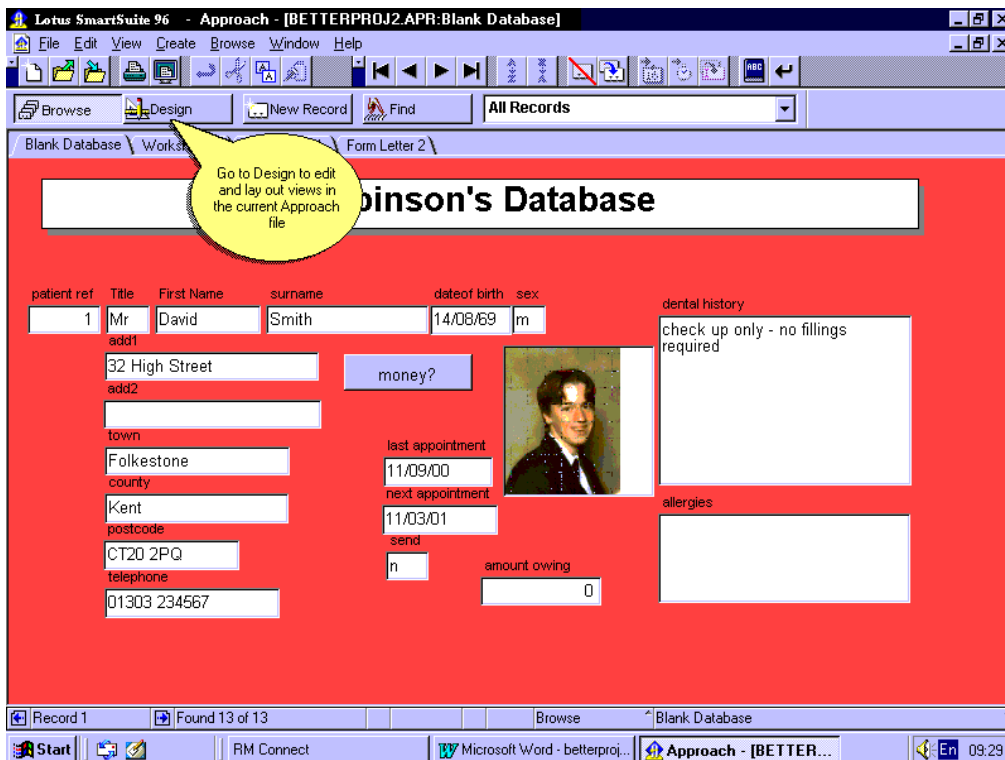 Lotus SmartSuite 96 - Approach - [BETTERPROJ2.APR:Blank Database]
File Edit View Create Browse Window Help
ABC
Browse Design New Record Find All Records
Blank Database Form Letter 2
Go to Design to edit
and lay out views in
the current Approach
file
Database
patient ref Title First Name surname dateof birth sex
1 Mr David Smith 14/08/69 m
dental history
check up only - no fillings
required
add1
32 High Street
money?
add2
town
Folkestone
last appointment
11/09/00
county
Kent
next appointment
11/03/01
allergies
postcode
CT20 2PQ
send
n
amount owing
0
telephone
01303 234567
Record 1 Found 13 of 13 Browse Blank Database
Start RM Connect Microsoft Word - betterproj... Approach - [BETTER... En 09:29